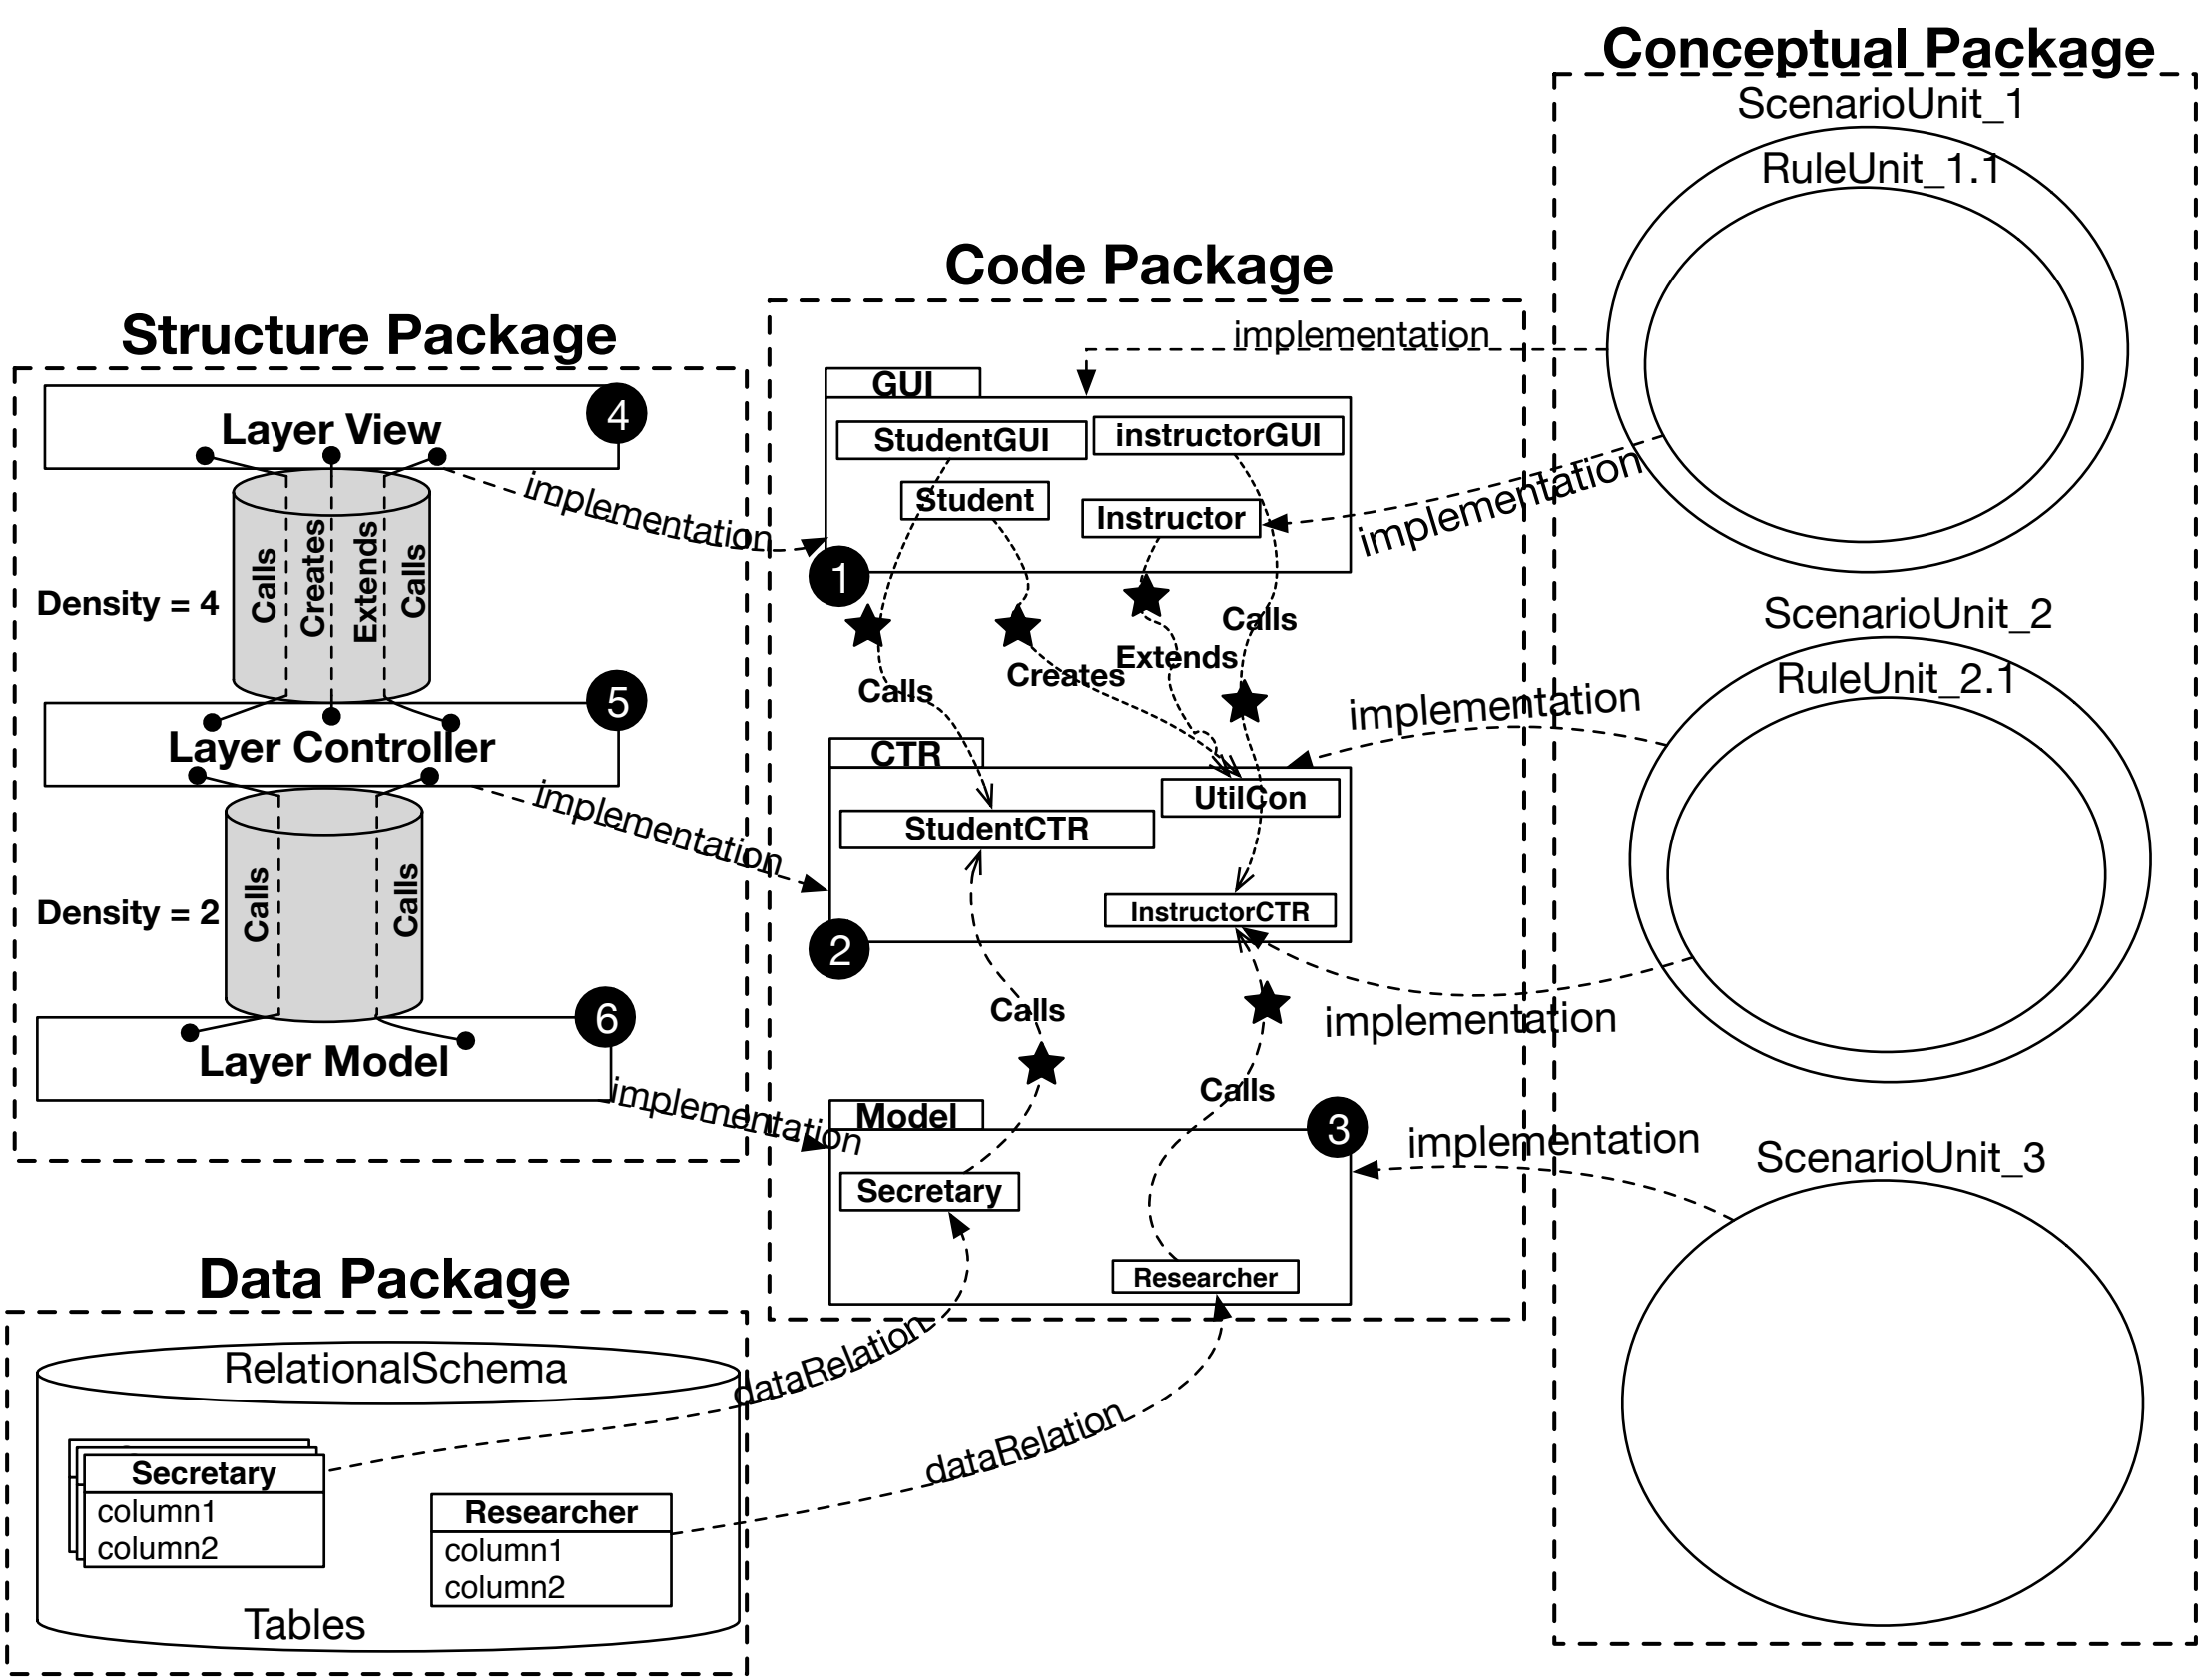 Conceptual Package
ScenarioUnit_1
RuleUnit_1.1
Code Package
Structure Package
implementation
GUI
4
Layer View
StudentGUI
instructorGUI
implementation
Student
Instructor
implementation
1
Calls
Creates
Extends
Calls
Density = 4
Calls
Extends
Creates
Calls
ScenarioUnit_2
RuleUnit_2.1
implementation
5
Layer Controller
CTR
UtilCon
implementation
StudentCTR
Calls
Calls
Density = 2
InstructorCTR
2
implementation
Calls
6
Layer Model
Calls
implementation
Model
3
implementation
ScenarioUnit_3
Secretary
Researcher
Data Package
RelationalSchema
dataRelation
dataRelation
Secretary
column1
column2
Researcher
column1
column2
Tables